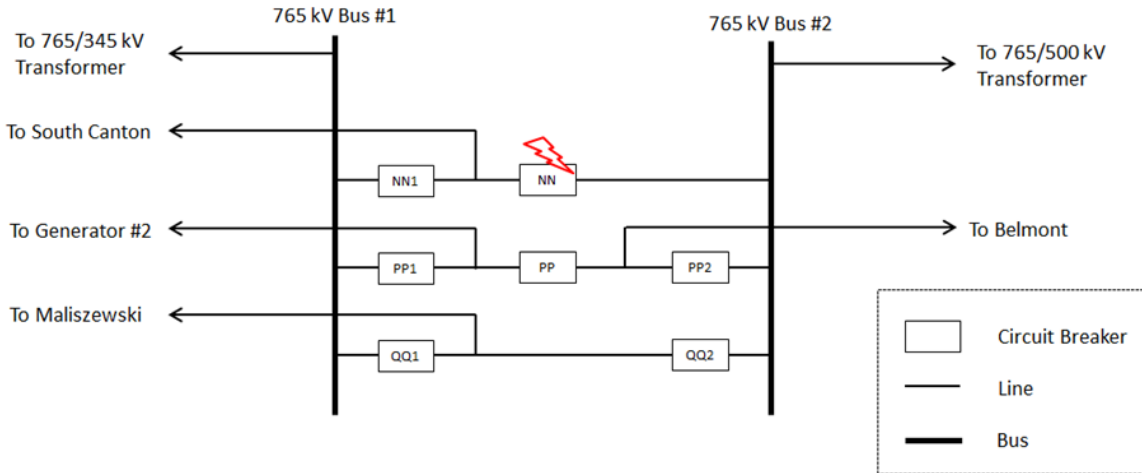 765 kV Bus #1
765 kV Bus #2
To 765/345 kV
Transformer
To 765/500 kV
Transformer
To South Canton
NN1
NN
To Generator #2
To Belmont
PP1
PP
PP2
To Maliszewski
QQ1
QQ2
Circuit Breaker
Line
Bus